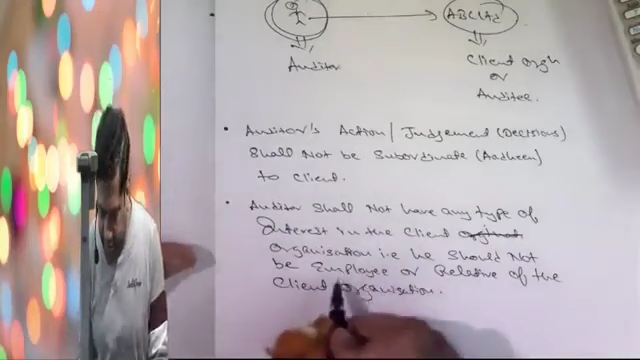 ABC Ltd
Auditor
Client orgn
or
Auditee.
• Auditor's Action / Judgement (Decisions)
Shall Not be Subordinate (Aadheen)
to Client.
• Auditor Shall Not have any type of
Interest in the Client
Organisation i.e he Should Not
be Employee or Relative of the
Client Organisation.